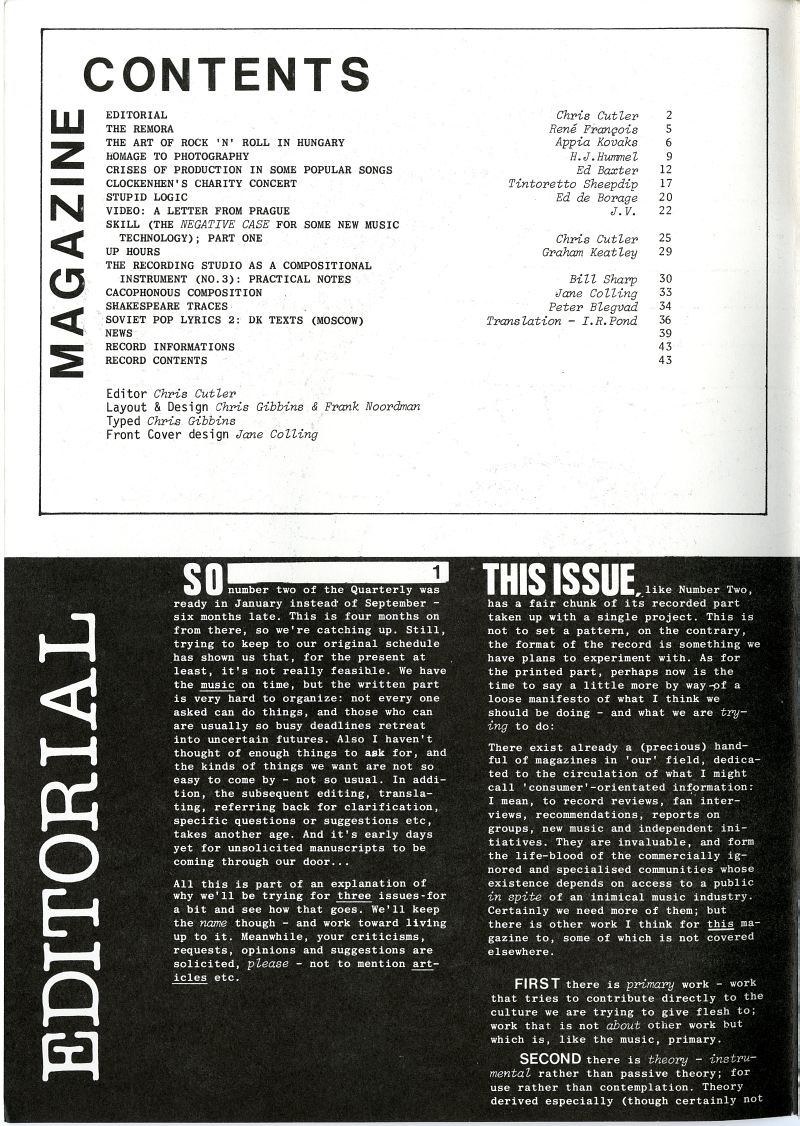 CONTENTS
MAGAZINE
EDITORIAL Chris Cutler 2
THE REMORA René François 5
THE ART OF ROCK 'N' ROLL IN HUNGARY Appia Kovaks 6
HOMAGE TO PHOTOGRAPHY H.J.Hummel 9
CRISES OF PRODUCTION IN SOME POPULAR SONGS Ed Baxter 12
CLOCKENHEN'S CHARITY CONCERT Tintoretto Sheepdip 17
STUPID LOGIC Ed de Borage 20
VIDEO: A LETTER FROM PRAGUE J.V. 22
SKILL (THE NEGATIVE CASE FOR SOME NEW MUSIC
TECHNOLOGY); PART ONE Chris Cutler 25
UP HOURS Graham Keatley 29
THE RECORDING STUDIO AS A COMPOSITIONAL
INSTRUMENT (NO.3): PRACTICAL NOTES Bill Sharp 30
CACOPHONOUS COMPOSITION Jane Colling 33
SHAKESPEARE TRACES Peter Blegvad 34
SOVIET POP LYRICS 2: DK TEXTS (MOSCOW) Translation - I.R.Pond 36
NEWS 39
RECORD INFORMATIONS 43
RECORD CONTENTS 43
Editor Chris Cutler
Layout & Design Chris Gibbins & Frank Noordman
Typed Chris Gibbins
Front Cover design Jane Colling
EDITORIAL
SO 1
number two of the Quarterly was
ready in January instead of September -
six months late. This is four months on
from there, so we're catching up. Still,
trying to keep to our original schedule
has shown us that, for the present at
least, it's not really feasible. We have
the music on time, but the written part
is very hard to organize: not every one
asked can do things, and those who can
are usually so busy deadlines retreat
into uncertain futures. Also I haven't
thought of enough things to ask for, and
the kinds of things we want are not so
easy to come by - not so usual. In addi-
tion, the subsequent editing, transla-
ting, referring back for clarification,
specific questions or suggestions etc,
takes another age. And it's early days
yet for unsolicited manuscripts to be
coming through our door...
All this is part of an explanation of
why we'll be trying for three issues-for
a bit and see how that goes. We'll keep
the name though - and work toward living
up to it. Meanwhile, your criticisms,
requests, opinions and suggestions are
solicited, please - not to mention art-
icles etc.
THIS ISSUE, like Number Two,
has a fair chunk of its recorded part
taken up with a single project. This is
not to set a pattern, on the contrary,
the format of the record is something we
have plans to experiment with. As for
the printed part, perhaps now is the
time to say a little more by way of a
loose manifesto of what I think we
should be doing - and what we are try-
ing to do:
There exist already a (precious) hand-
ful of magazines in 'our' field, dedica-
ted to the circulation of what I might
call 'consumer'-orientated information:
I mean, to record reviews, fan inter-
views, recommendations, reports on
groups, new music and independent ini-
tiatives. They are invaluable, and form
the life-blood of the commercially ig-
nored and specialised communities whose
existence depends on access to a public
in spite of an inimical music industry.
Certainly we need more of them; but
there is other work I think for this ma-
gazine to, some of which is not covered
elsewhere.
FIRST there is primary work - work
that tries to contribute directly to the
culture we are trying to give flesh to;
work that is not about other work but
which is, like the music, primary.
SECOND there is theory - instru-
mental rather than passive theory; for
use rather than contemplation. Theory
derived especially (though certainly not